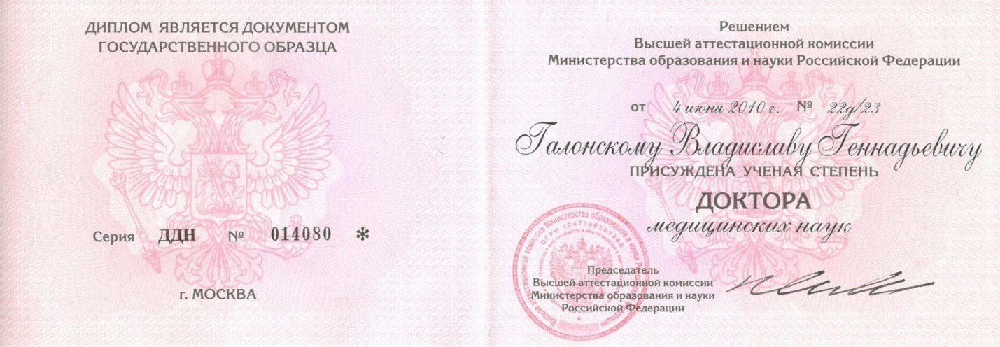 ДИПЛОМ ЯВЛЯЕТСЯ ДОКУМЕНТОМ
ГОСУДАРСТВЕННОГО ОБРАЗЦА
Серия ДДН № 014080 *
г. МОСКВА
Решением
Высшей аттестационной комиссии
Министерства образования и науки Российской Федерации
от 4 июня 2010 г. № 22д/23
Галонскому Владиславу Геннадьевичу
ПРИСУЖДЕНА УЧЕНАЯ СТЕПЕНЬ
ДОКТОРА
медицинских наук
Председатель
Высшей аттестационной комиссии
Министерства образования и науки
Российской Федерации